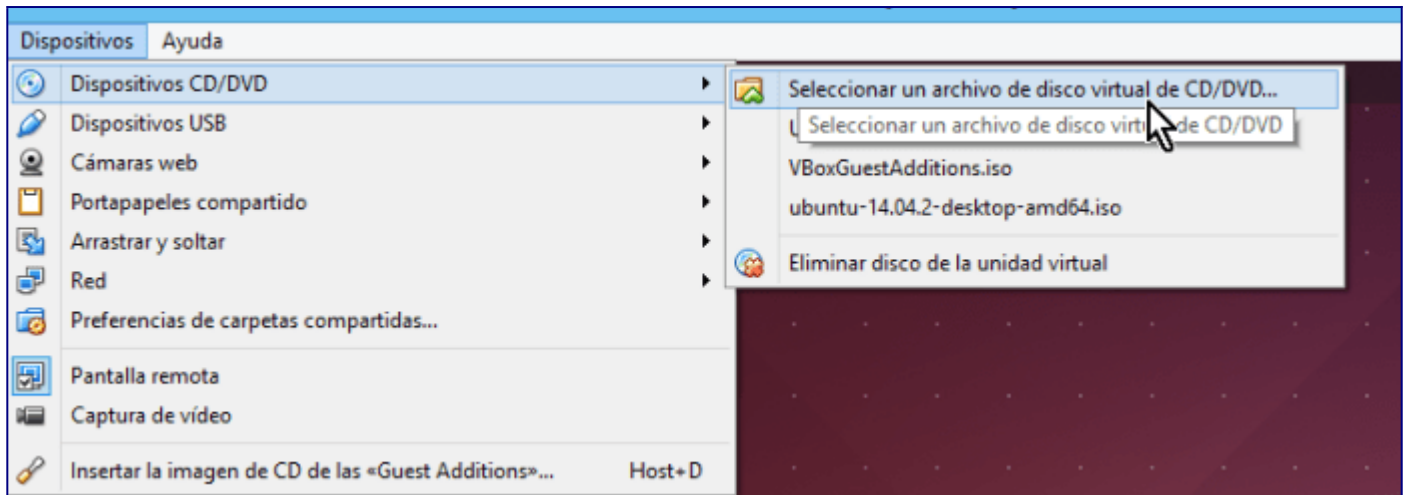 Dispositivos Ayuda
Dispositivos CD/DVD
Dispositivos USB
Cámaras web
Portapapeles compartido
Arrastrar y soltar
Red
Preferencias de carpetas compartidas...
Pantalla remota
Captura de vídeo
Insertar la imagen de CD de las «Guest Additions»... Host+D
Seleccionar un archivo de disco virtual de CD/DVD...
Seleccionar un archivo de disco de CD/DVD
VBoxGuestAdditions.iso
ubuntu-14.04.2-desktop-amd64.iso
Eliminar disco de la unidad virtual